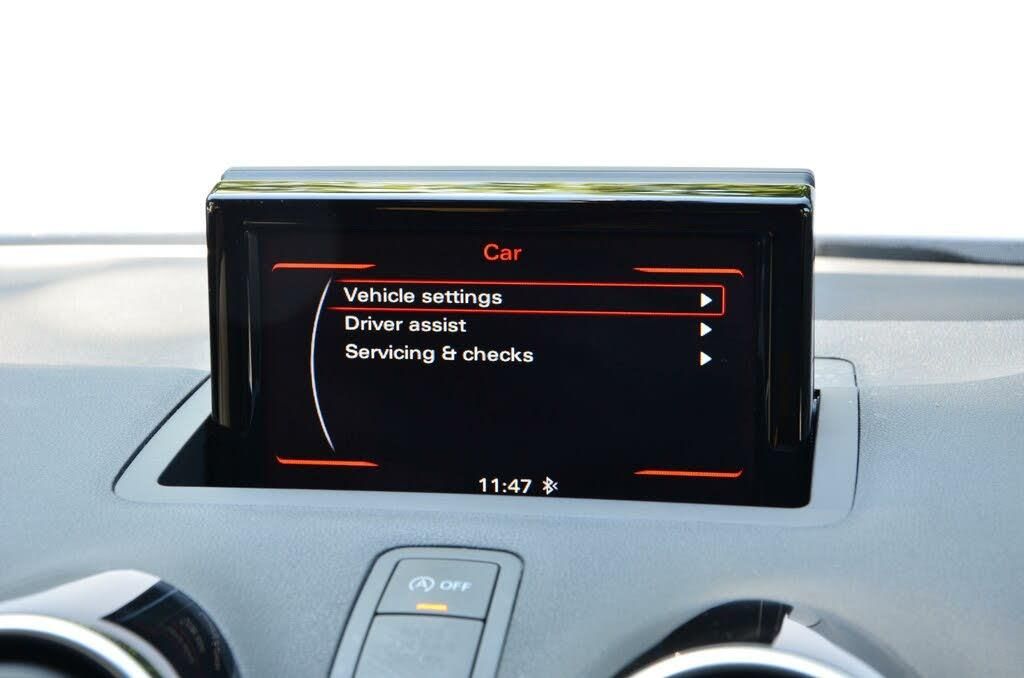 Car
Vehicle settings
Driver assist
Servicing & checks
11:47
A OFF